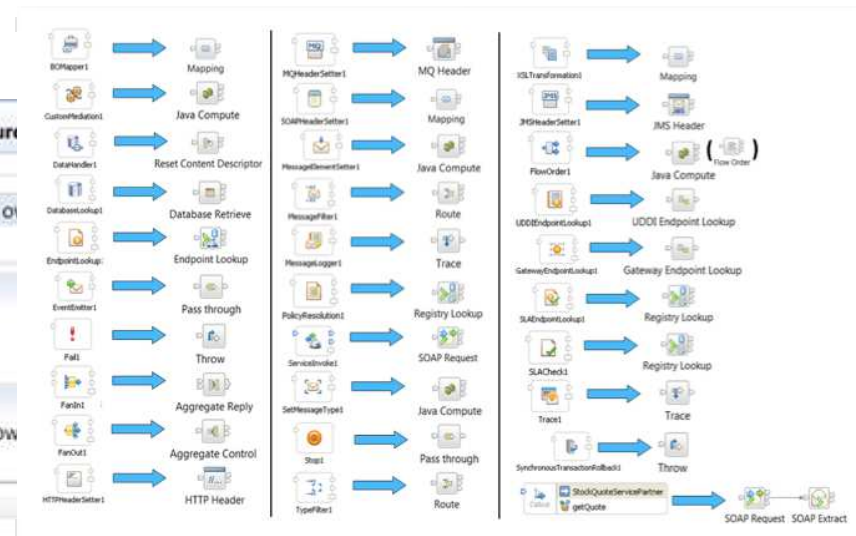 BOMapper1
Mapping
CustomMediation1
Java Compute
DataHandler1
Reset Content Descriptor
DatabaseLookup1
Database Retrieve
EndpointLookup:
Endpoint Lookup
EventEmitter1
Pass through
Fail1
Throw
FanIn1
Aggregate Reply
FanOut1
Aggregate Control
HTTPHeaderSetter1
HTTP Header
MQ
MQHeaderSetter1
MQ Header
SOAPHeaderSetter1
Mapping
MessageElementSetter1
Java Compute
MessageFilter1
Route
MessageLogger1
Trace
PolicyResolution1
Registry Lookup
ServiceInvoke1
SOAP Request
SetMessageType1
Java Compute
Stop1
Pass through
TypeFilter1
Route
XSLTransformation1
Mapping
JMS
JMSHeaderSetter1
JMS Header
FlowOrder1
Java Compute
( Flow Order )
UDDIEndpointLookup1
UDDI Endpoint Lookup
GatewayEndpointLookup1
Gateway Endpoint Lookup
SLAEndpointLookup1
Registry Lookup
SLACheck1
Registry Lookup
Trace1
Trace
SynchronousTransactionRollback1
Throw
Callout
StockQuoteServicePartner
getQuote
SOAP Request SOAP Extract